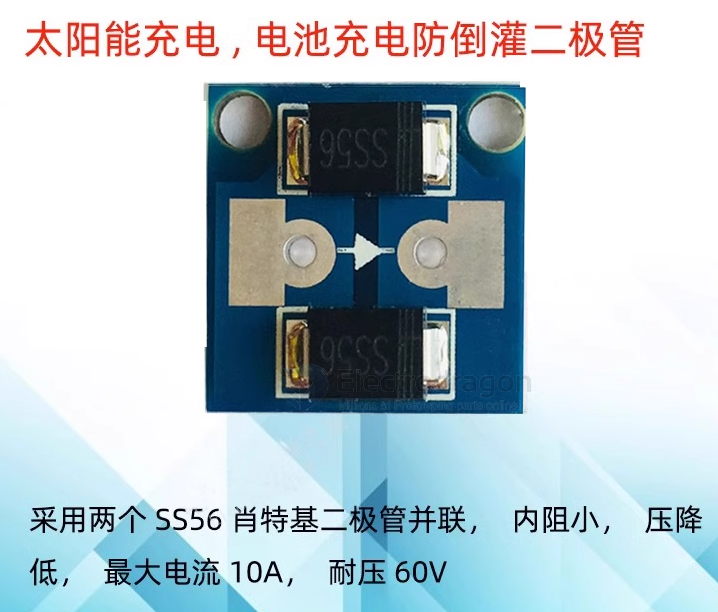 太阳能充电，电池充电防倒灌二极管
SS56
SS56
ElectroDragon
采用两个 SS56 肖特基二极管并联， 内阻小， 压降
低， 最大电流 10A， 耐压 60V